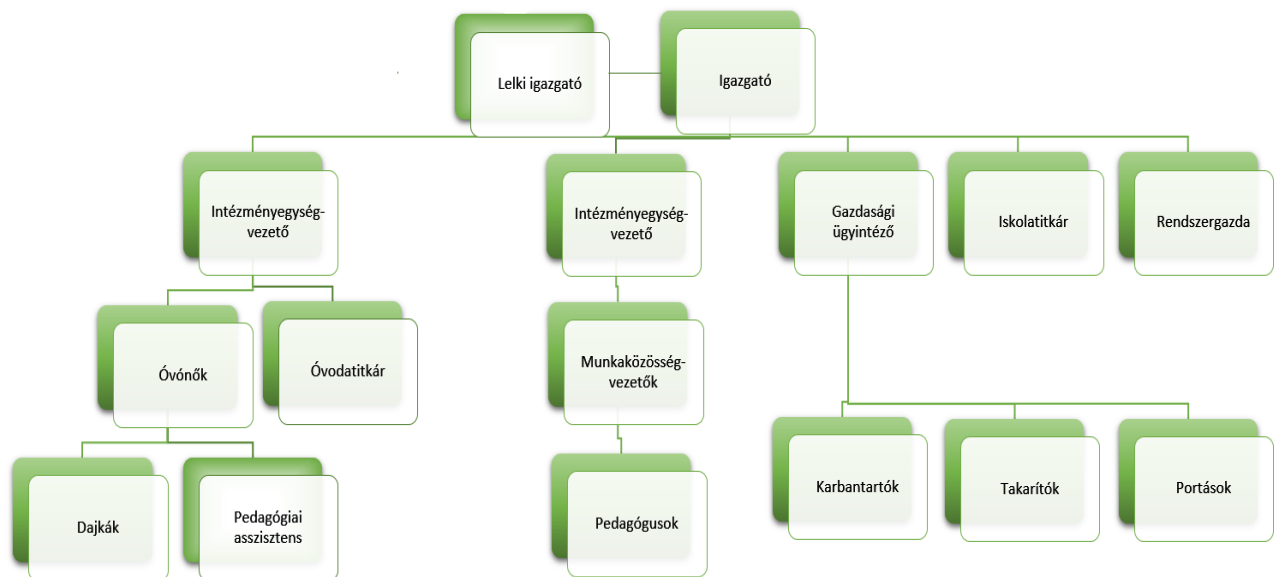 Lelki igazgató
Igazgató
Intézményegység-
vezető
Intézményegység-
vezető
Gazdasági
ügyintéző
Iskolatitkár
Rendszergazda
Óvónők
Óvodatitkár
Munkaközösség-
vezetők
Dajkák
Pedagógiai
asszisztens
Pedagógusok
Karbantartók
Takarítók
Portások